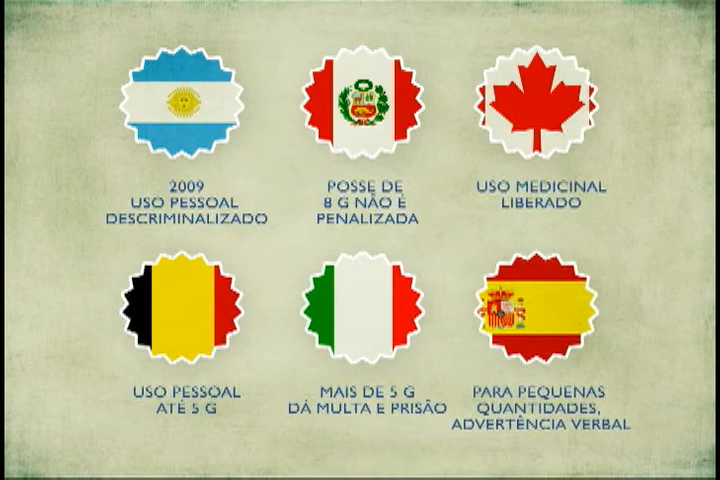 2009
USO PESSOAL
DESCRIMINALIZADO
POSSE DE
8 G NÃO É
PENALIZADA
USO MEDICINAL
LIBERADO
USO PESSOAL
ATÉ 5 G
MAIS DE 5 G
DÁ MULTA E PRISÃO
PARA PEQUENAS
QUANTIDADES,
ADVERTÊNCIA VERBAL